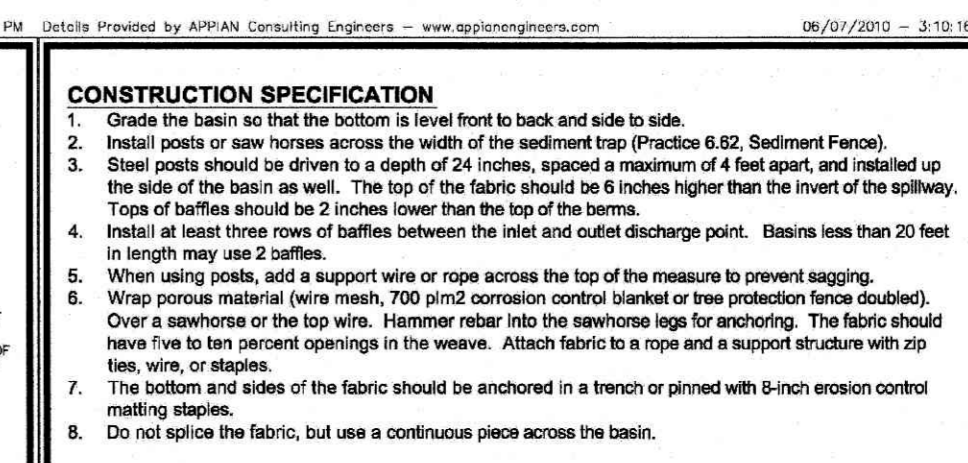 PM Details Provided by APPIAN Consulting Engineers – www.appianengineers.com 06/07/2010 – 3:10:16
CONSTRUCTION SPECIFICATION
1. Grade the basin so that the bottom is level front to back and side to side.
2. Install posts or saw horses across the width of the sediment trap (Practice 6.62, Sediment Fence).
3. Steel posts should be driven to a depth of 24 inches, spaced a maximum of 4 feet apart, and installed up
the side of the basin as well. The top of the fabric should be 6 inches higher than the invert of the spillway.
Tops of baffles should be 2 inches lower than the top of the berms.
4. Install at least three rows of baffles between the inlet and outlet discharge point. Basins less than 20 feet
in length may use 2 baffles.
5. When using posts, add a support wire or rope across the top of the measure to prevent sagging.
6. Wrap porous material (wire mesh, 700 plm2 corrosion control blanket or tree protection fence doubled).
Over a sawhorse or the top wire. Hammer rebar into the sawhorse legs for anchoring. The fabric should
have five to ten percent openings in the weave. Attach fabric to a rope and a support structure with zip
OF
ties, wire, or staples.
7. The bottom and sides of the fabric should be anchored in a trench or pinned with 8-inch erosion control
matting staples.
8. Do not splice the fabric, but use a continuous piece across the basin.